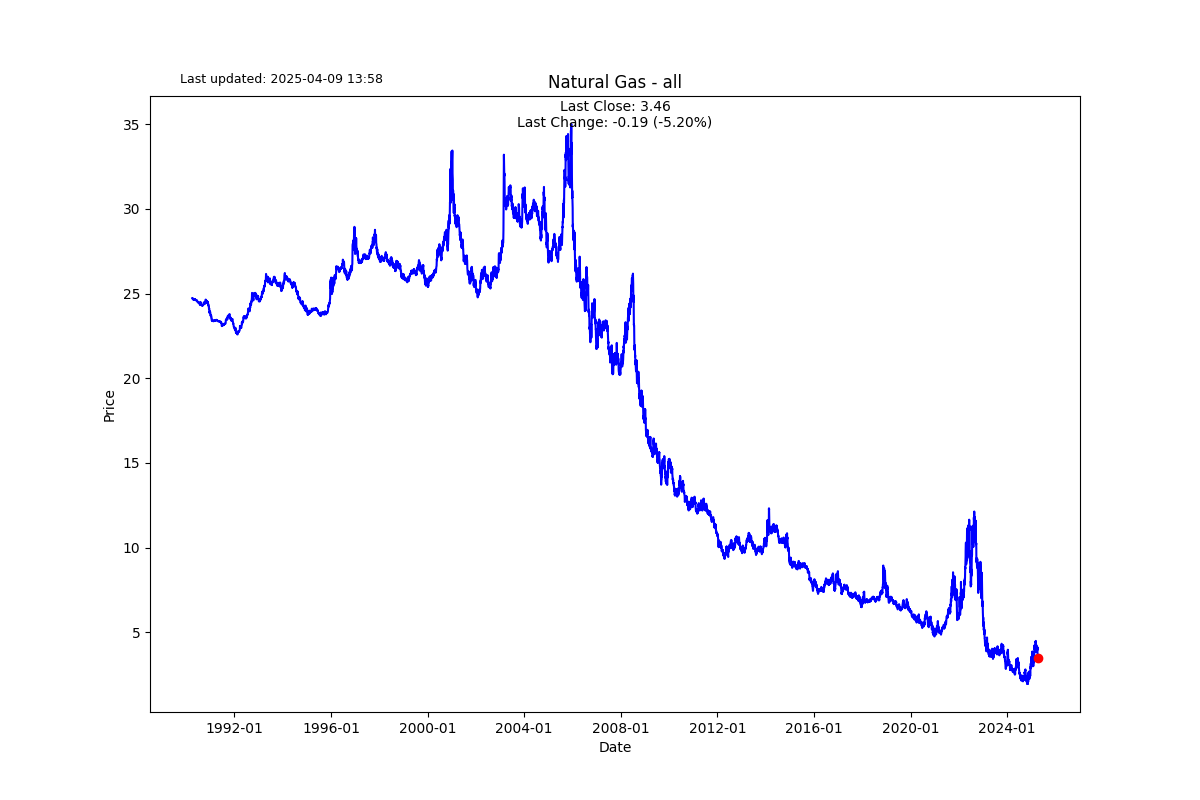 Last updated: 2025-04-09 13:58
Natural Gas - all
Last Close: 3.46
Last Change: -0.19 (-5.20%)
35
30
25
20
15
10
5
Price
1992-01 1996-01 2000-01 2004-01 2008-01 2012-01 2016-01 2020-01 2024-01
Date